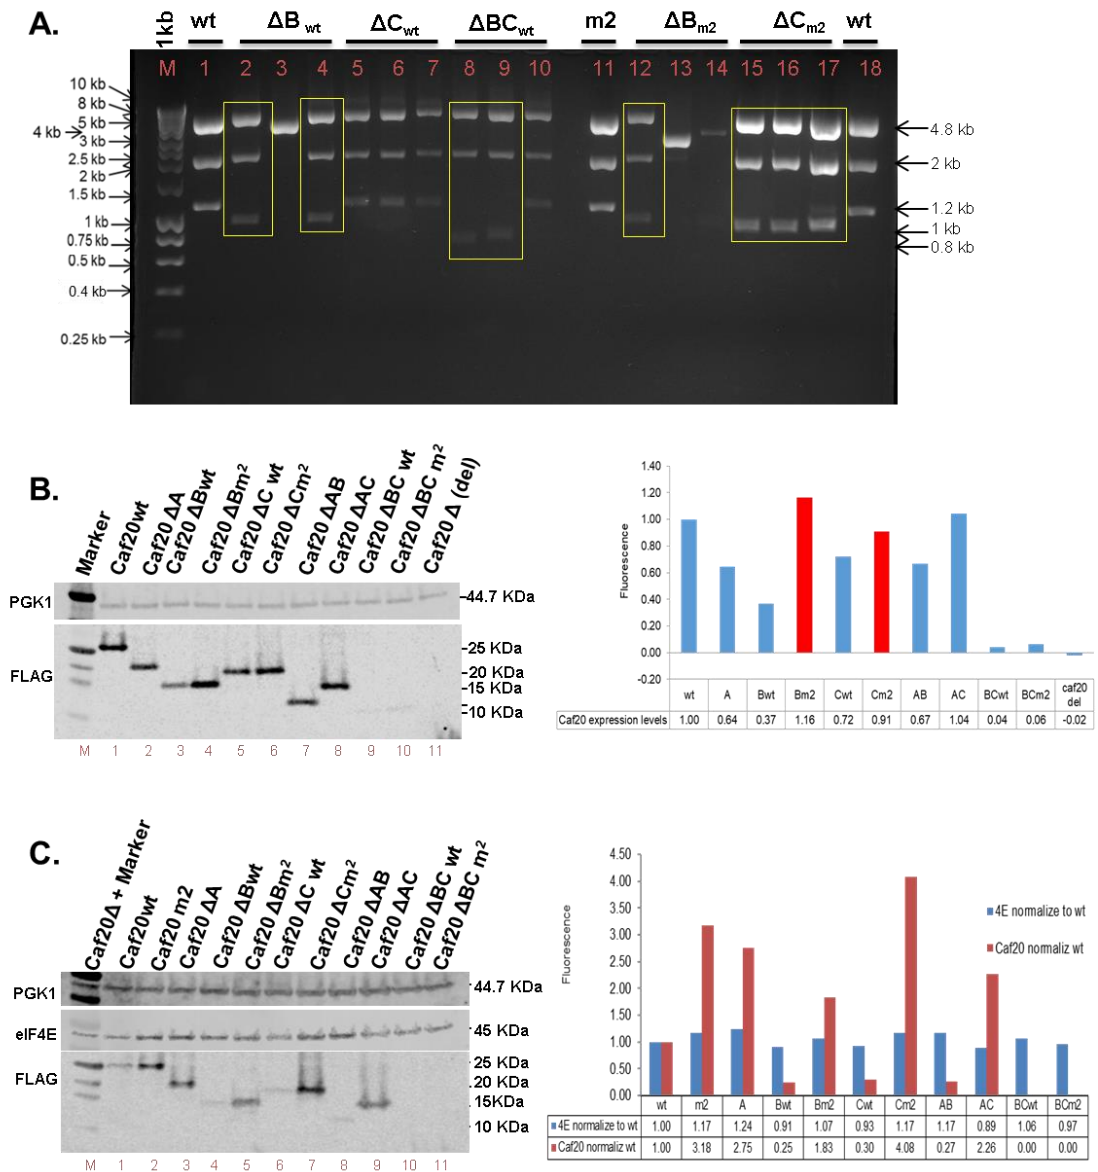 A.
1kb
wt
ΔB wt
ΔCwt
ΔBCwt
m2
ΔBm2
ΔCm2
wt
M 1 2 3 4 5 6 7 8 9 10 11 12 13 14 15 16 17 18
10 kb
8 kb
5 kb
4 kb
3 kb
2.5 kb
2 kb
1.5 kb
1 kb
0.75 kb
0.5 kb
0.4 kb
0.25 kb
4.8 kb
2 kb
1.2 kb
1 kb
0.8 kb
B.
Marker
Caf20wt
Caf20 ΔA
Caf20 ΔBwt
Caf20 ΔBm²
Caf20 ΔC wt
Caf20 ΔCm²
Caf20 ΔAB
Caf20 ΔAC
Caf20 ΔBC wt
Caf20 ΔBC m²
Caf20 Δ (del)
PGK1
44.7 KDa
FLAG
25 KDa
20 KDa
15 KDa
10 KDa
M 1 2 3 4 5 6 7 8 9 10 11
Fluorescence
1.40
1.20
1.00
0.80
0.60
0.40
0.20
0.00
-0.20
wt A Bwt Bm2 Cwt Cm2 AB AC BCwt BCm2 caf20 del
Caf20 expression levels 1.00 0.64 0.37 1.16 0.72 0.91 0.67 1.04 0.04 0.06 -0.02
C.
Caf20Δ + Marker
Caf20wt
Caf20 m2
Caf20 ΔA
Caf20 ΔBwt
Caf20 ΔBm²
Caf20 ΔC wt
Caf20 ΔCm²
Caf20 ΔAB
Caf20 ΔAC
Caf20 ΔBC wt
Caf20 ΔBC m²
PGK1
44.7 KDa
eIF4E
45 KDa
FLAG
25 KDa
20 KDa
15KDa
10 KDa
M 1 2 3 4 5 6 7 8 9 10 11
Fluorescence
4.50
4.00
3.50
3.00
2.50
2.00
1.50
1.00
0.50
0.00
4E normalize to wt
Caf20 normaliz wt
wt m2 A Bwt Bm2 Cwt Cm2 AB AC BCwt BCm2
4E normalize to wt 1.00 1.17 1.24 0.91 1.07 0.93 1.17 1.17 0.89 1.06 0.97
Caf20 normaliz wt 1.00 3.18 2.75 0.25 1.83 0.30 4.08 0.27 2.26 0.00 0.00